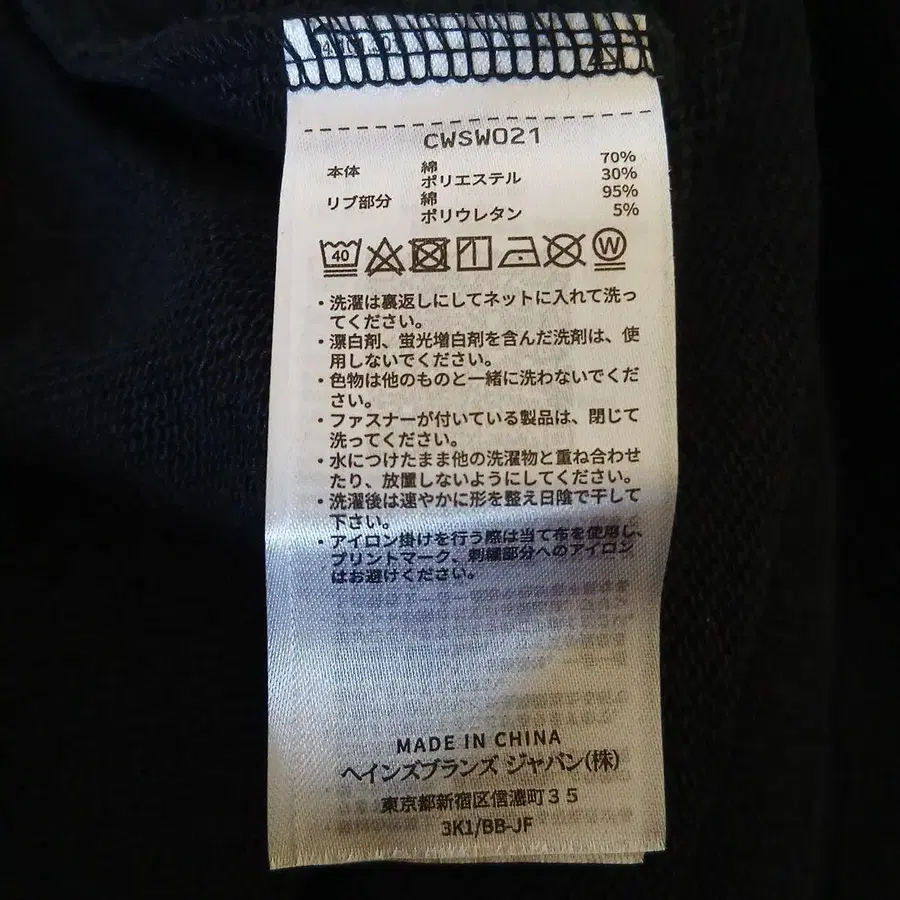 CWSW021
本体 綿 70%
ポリエステル 30%
リブ部分 綿 95%
ポリウレタン 5%
40 W
・洗濯は裏返しにしてネットに入れて洗っ
てください。
・漂白剤、蛍光増白剤を含んだ洗剤は、使
用しないでください。
・色物は他のものと一緒に洗わないでくだ
さい。
・ファスナーが付いている製品は、閉じて
洗ってください。
・水につけたまま他の洗濯物と重ね合わせ
たり、放置しないようにしてください。
・洗濯後は速やかに形を整え日陰で干して
下さい。
・アイロン掛けを行う際は当て布を使用し、
プリントマーク、刺繍部分へのアイロン
はお避けください。
MADE IN CHINA
ヘインズブランズ ジャパン(株)
東京都新宿区信濃町35
3K1/BB-JF